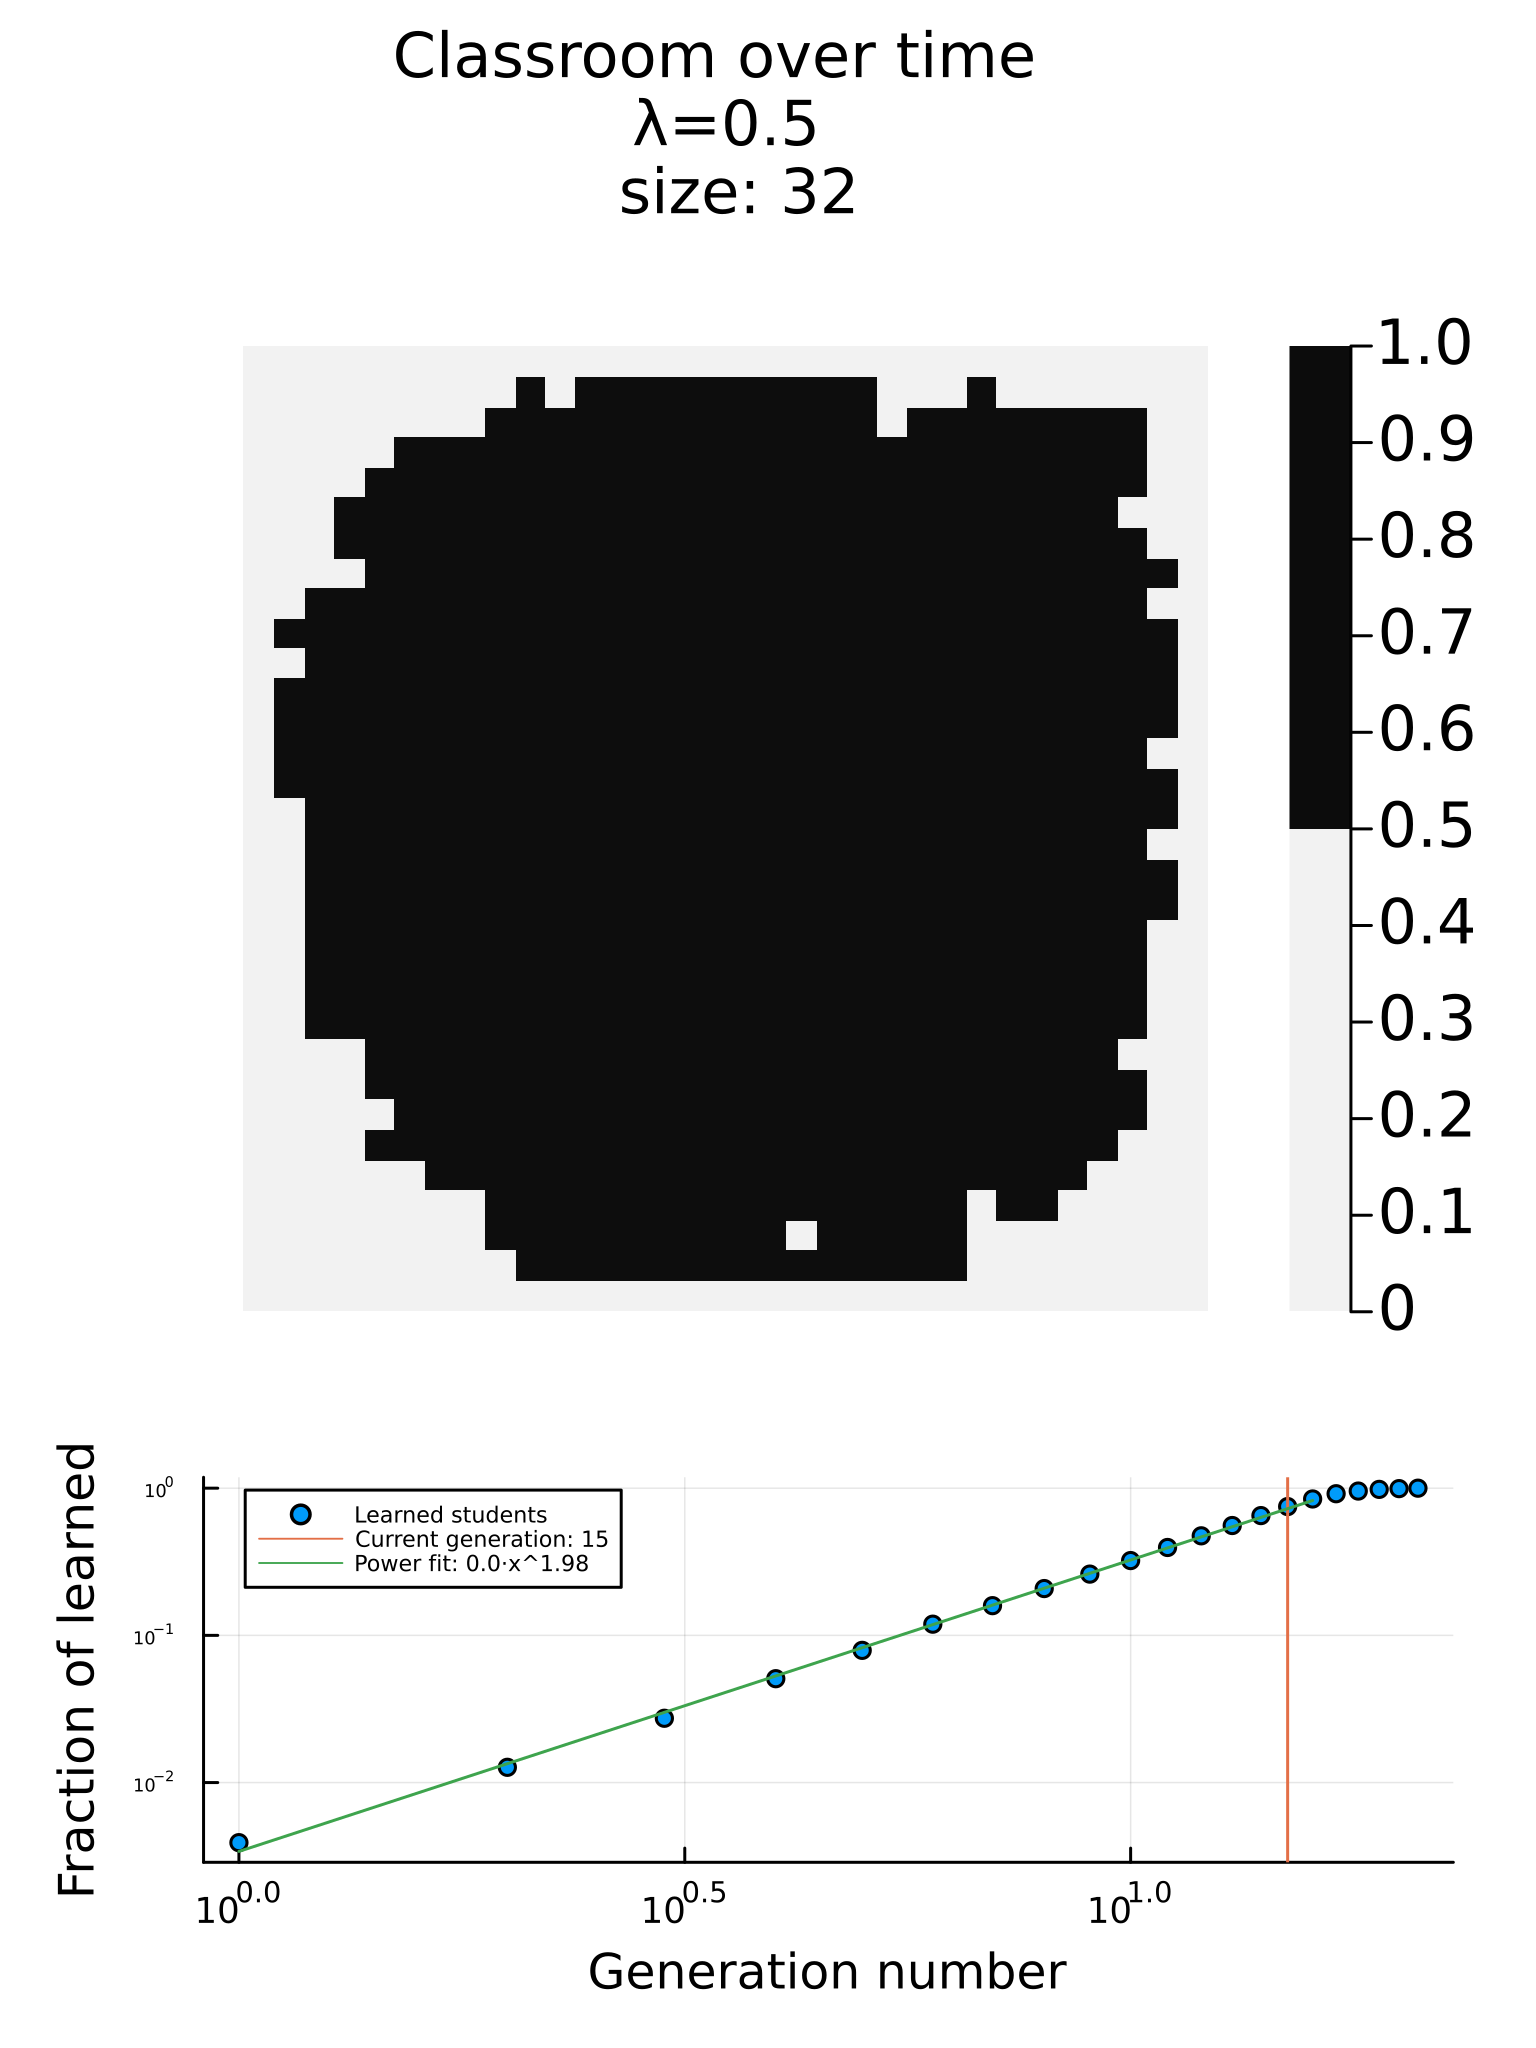 Classroom over time
λ=0.5
size: 32
1.0
0.9
0.8
0.7
0.6
0.5
0.4
0.3
0.2
0.1
0
Fraction of learned
10⁰
10⁻¹
10⁻²
Learned students
Current generation: 15
Power fit: 0.0·x^1.98
10^0.0 10^0.5 10^1.0
Generation number